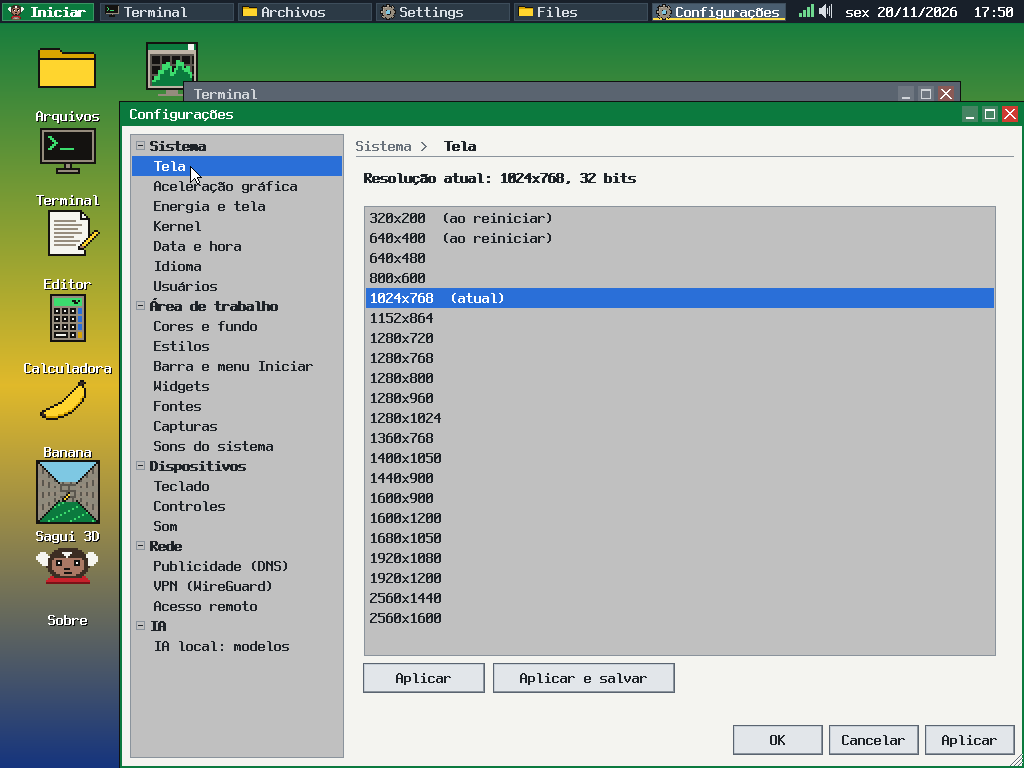 Iniciar Terminal Archivos Settings Files Configurações sex 20/11/2026 17:50
Arquivos
Terminal
Editor
Calculadora
Banana
Sagui 3D
Sobre
Terminal
Configurações
Sistema
Tela
Aceleração gráfica
Energia e tela
Kernel
Data e hora
Idioma
Usuários
Área de trabalho
Cores e fundo
Estilos
Barra e menu Iniciar
Widgets
Fontes
Capturas
Sons do sistema
Dispositivos
Teclado
Controles
Som
Rede
Publicidade (DNS)
VPN (WireGuard)
Acesso remoto
IA
IA local: modelos
Sistema > Tela
Resolução atual: 1024x768, 32 bits
320x200 (ao reiniciar)
640x400 (ao reiniciar)
640x480
800x600
1024x768 (atual)
1152x864
1280x720
1280x768
1280x800
1280x960
1280x1024
1360x768
1400x1050
1440x900
1600x900
1600x1200
1680x1050
1920x1080
1920x1200
2560x1440
2560x1600
Aplicar Aplicar e salvar
OK Cancelar Aplicar